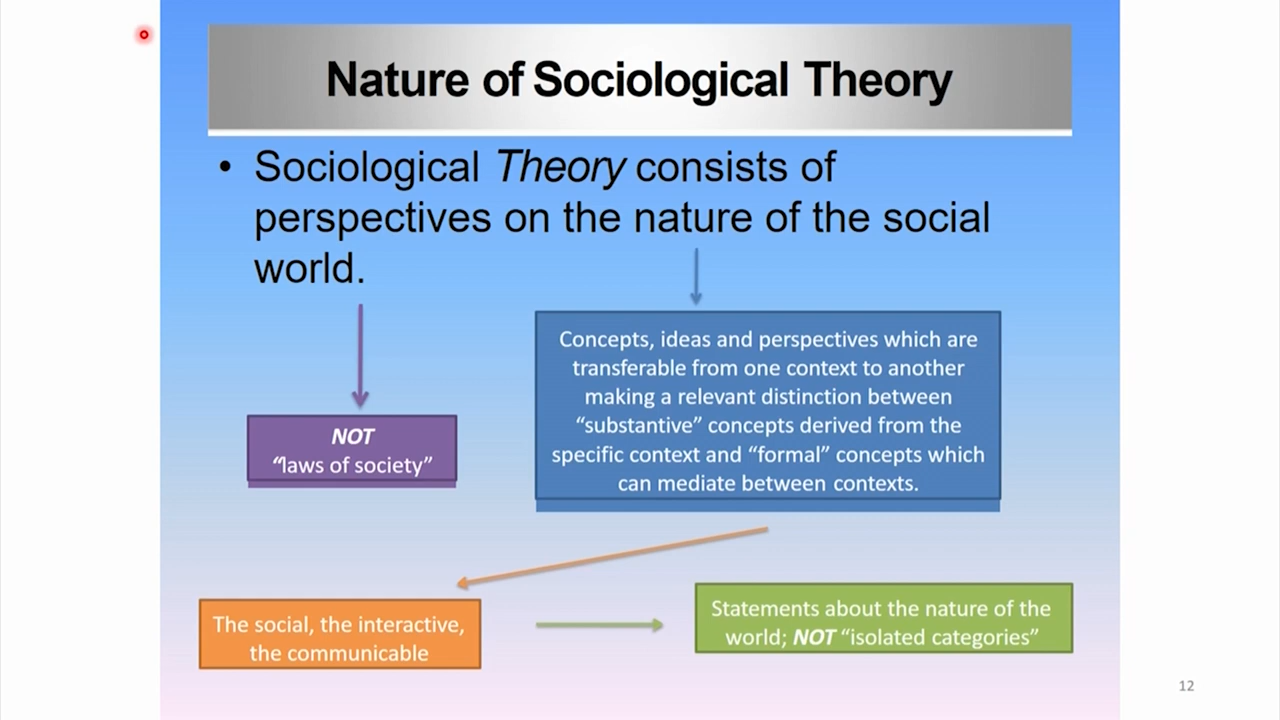 Nature of Sociological Theory
• Sociological Theory consists of
perspectives on the nature of the social
world.
NOT
“laws of society”
Concepts, ideas and perspectives which are
transferable from one context to another
making a relevant distinction between
“substantive” concepts derived from the
specific context and “formal” concepts which
can mediate between contexts.
The social, the interactive,
the communicable
Statements about the nature of the
world; NOT “isolated categories”
12